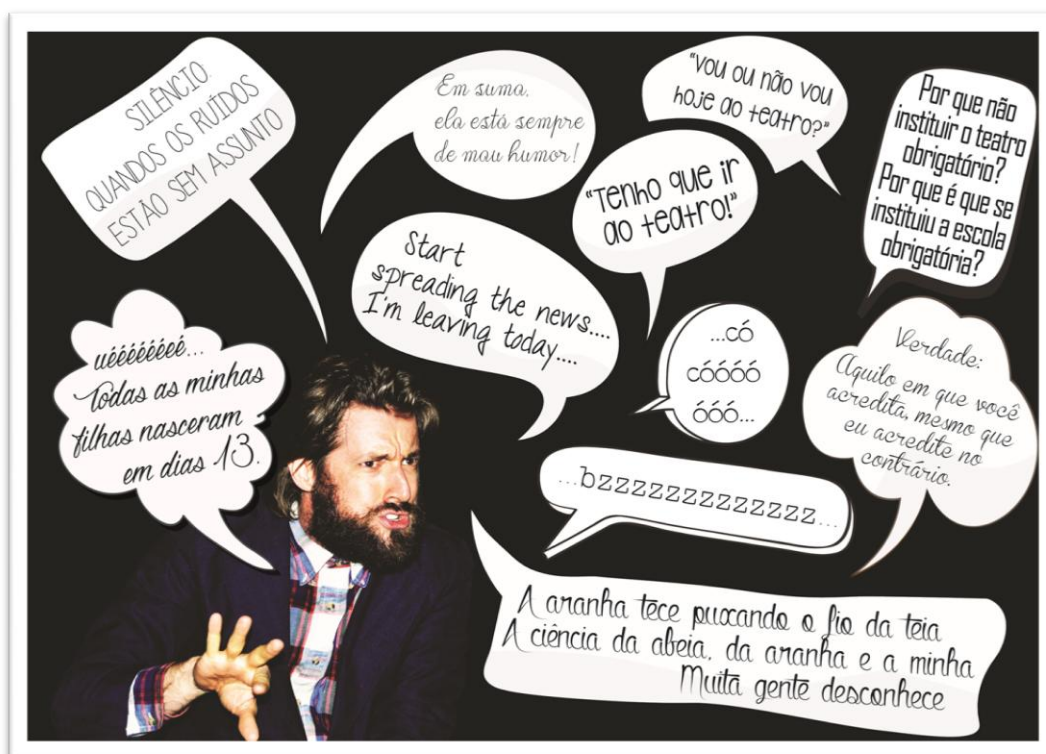 SILÊNCIO:
QUANDOS OS RUÍDOS
ESTÃO SEM ASSUNTO
Em suma,
ela está sempre
de mau humor!
"Vou ou não vou
hoje ao teatro?"
"Tenho que ir
ao teatro!"
Por que não
instituir o teatro
obrigatório?
Por que é que se
instituiu a escola
obrigatória?
Start
spreading the news....
I'm leaving today....
uééééééé...
Todas as minhas
filhas nasceram
em dias 13.
...có
cóóóó
óóó...
Verdade:
Aquilo em que você
acredita, mesmo que
eu acredite no
contrário.
...bzzzzzzzzzzzzz...
A aranha tece puxando o fio da teia
A ciência da abeia, da aranha e a minha
Muita gente desconhece